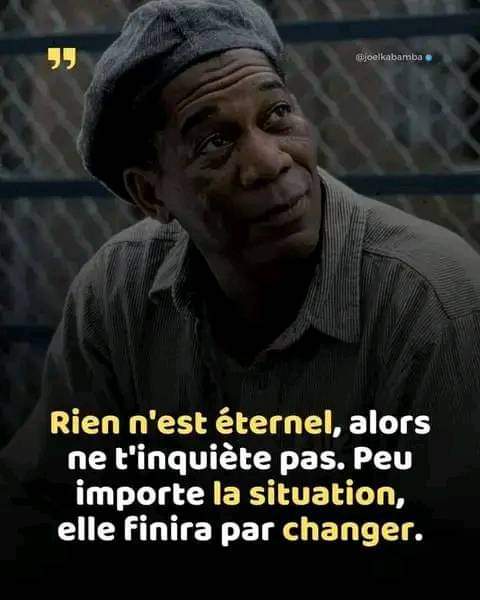 @joelkabamba
Rien n'est éternel, alors
ne t'inquiète pas. Peu
importe la situation,
elle finira par changer.